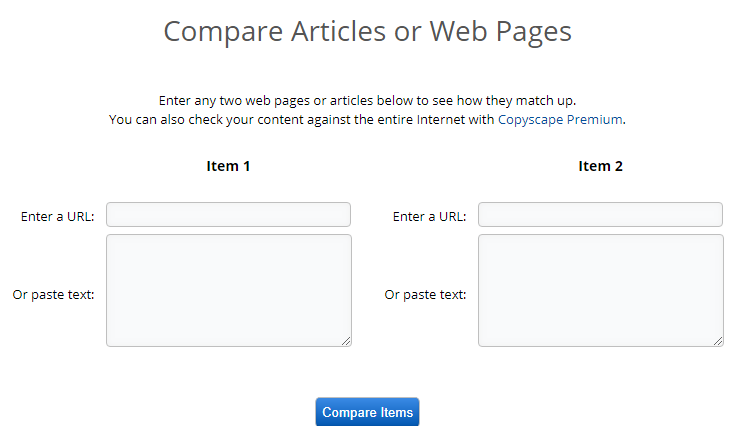 Compare Articles or Web Pages
Enter any two web pages or articles below to see how they match up.
You can also check your content against the entire Internet with Copyscape Premium.
Item 1
Item 2
Enter a URL:
Enter a URL:
Or paste text:
Or paste text:
Compare Items